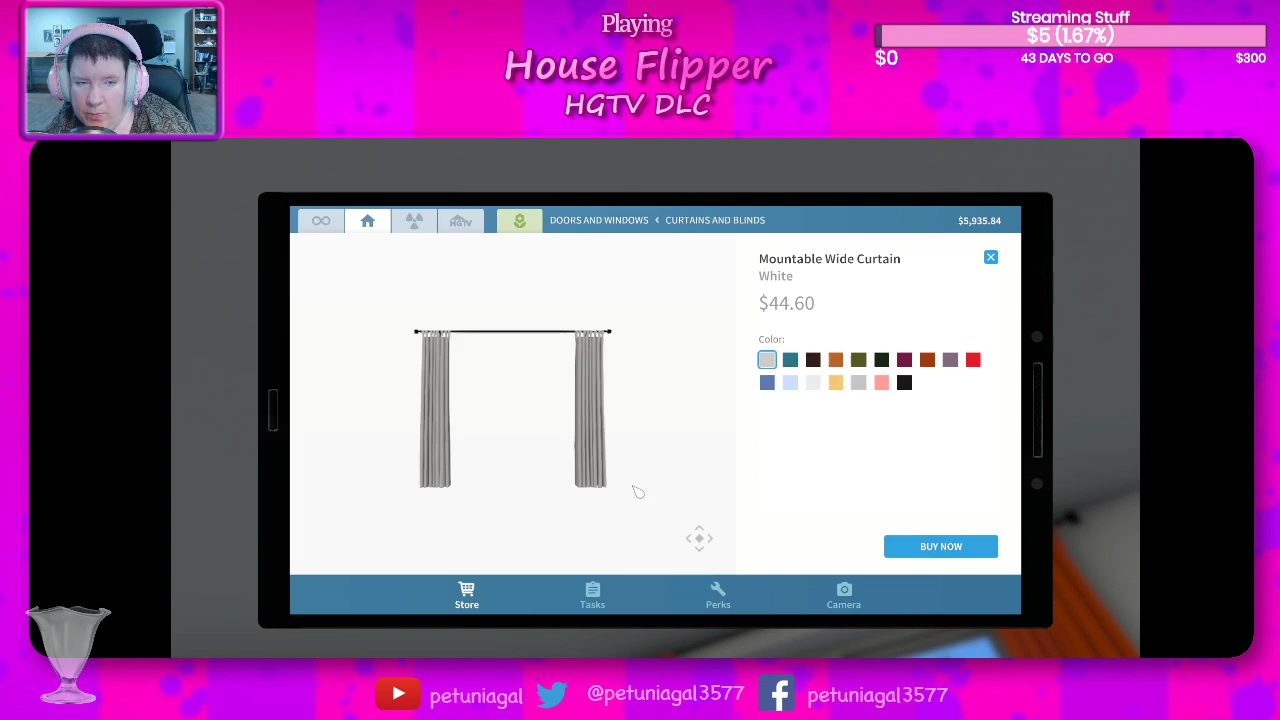 Playing
House Flipper
HGTV DLC
Streaming Stuff
$5 (1.67%)
$0
43 DAYS TO GO
$300
HGTV
DOORS AND WINDOWS < CURTAINS AND BLINDS
$5,935.84
Mountable Wide Curtain
White
$44.60
Color:
BUY NOW
Store
Tasks
Perks
Camera
petuniagal
@petuniagal3577
petuniagal3577